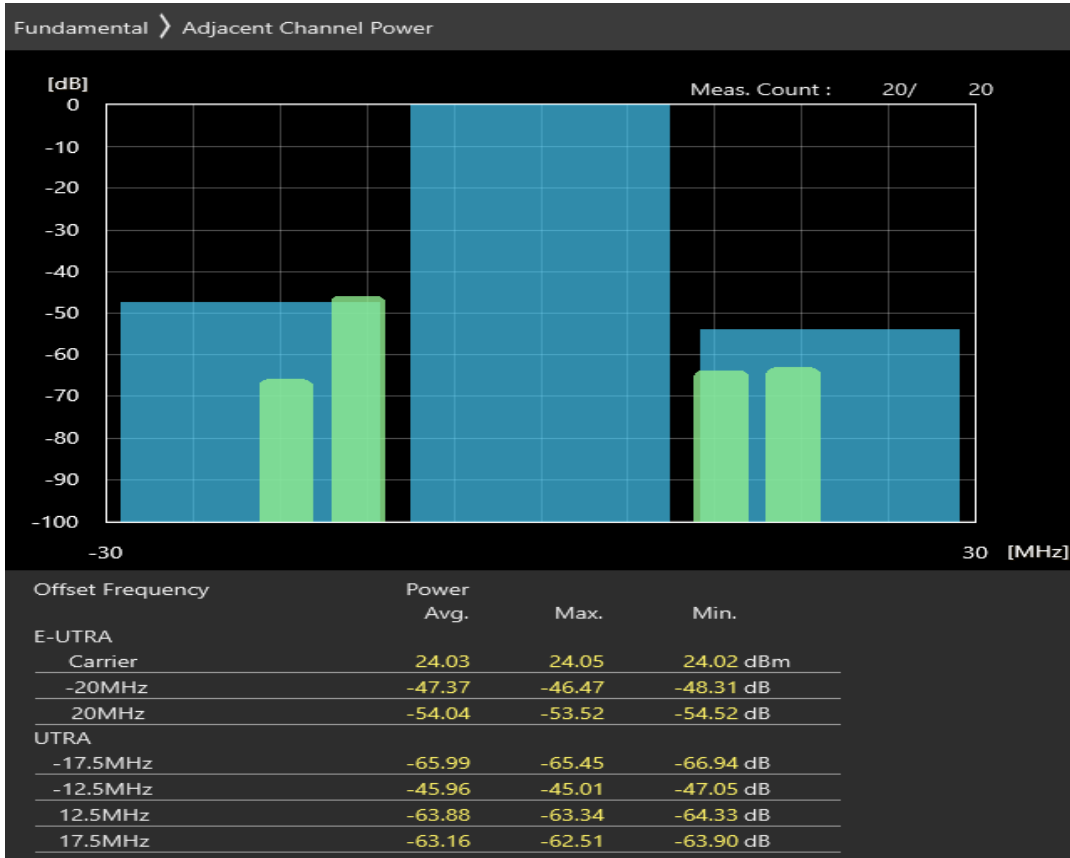 Fundamental 〉 Adjacent Channel Power
[dB]
Meas. Count : 20/ 20
0
-10
-20
-30
-40
-50
-60
-70
-80
-90
-100
-30 30 [MHz]
Offset Frequency Power
Avg. Max. Min.
E-UTRA
Carrier 24.03 24.05 24.02 dBm
-20MHz -47.37 -46.47 -48.31 dB
20MHz -54.04 -53.52 -54.52 dB
UTRA
-17.5MHz -65.99 -65.45 -66.94 dB
-12.5MHz -45.96 -45.01 -47.05 dB
12.5MHz -63.88 -63.34 -64.33 dB
17.5MHz -63.16 -62.51 -63.90 dB